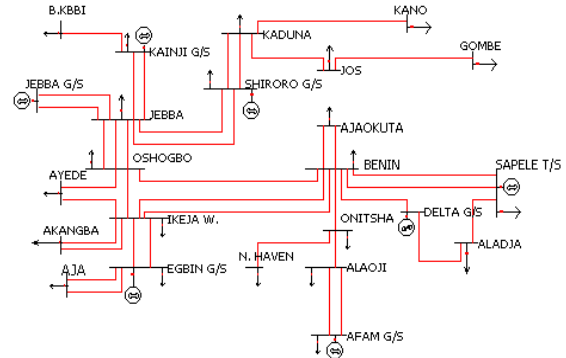 B.KBBI
KANO
KADUNA
KAINJI G/S
GOMBE
JOS
JEBBA G/S
SHIRORO G/S
JEBBA
AJAOKUTA
OSHOGBO
BENIN
SAPELE T/S
AYEDE
IKEJA W.
ONITSHA
DELTA G/S
AKANGBA
ALADJA
AJA
EGBIN G/S
N. HAVEN
ALAOJI
AFAM G/S